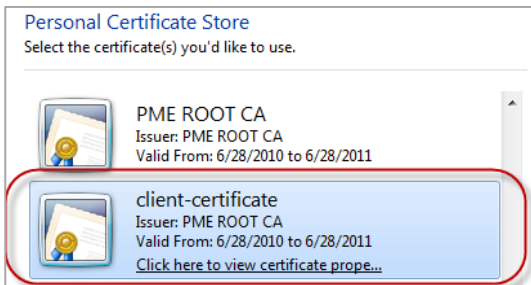 Personal Certificate Store
Select the certificate(s) you'd like to use.
PME ROOT CA
Issuer: PME ROOT CA
Valid From: 6/28/2010 to 6/28/2011
client-certificate
Issuer: PME ROOT CA
Valid From: 6/28/2010 to 6/28/2011
Click here to view certificate prope...